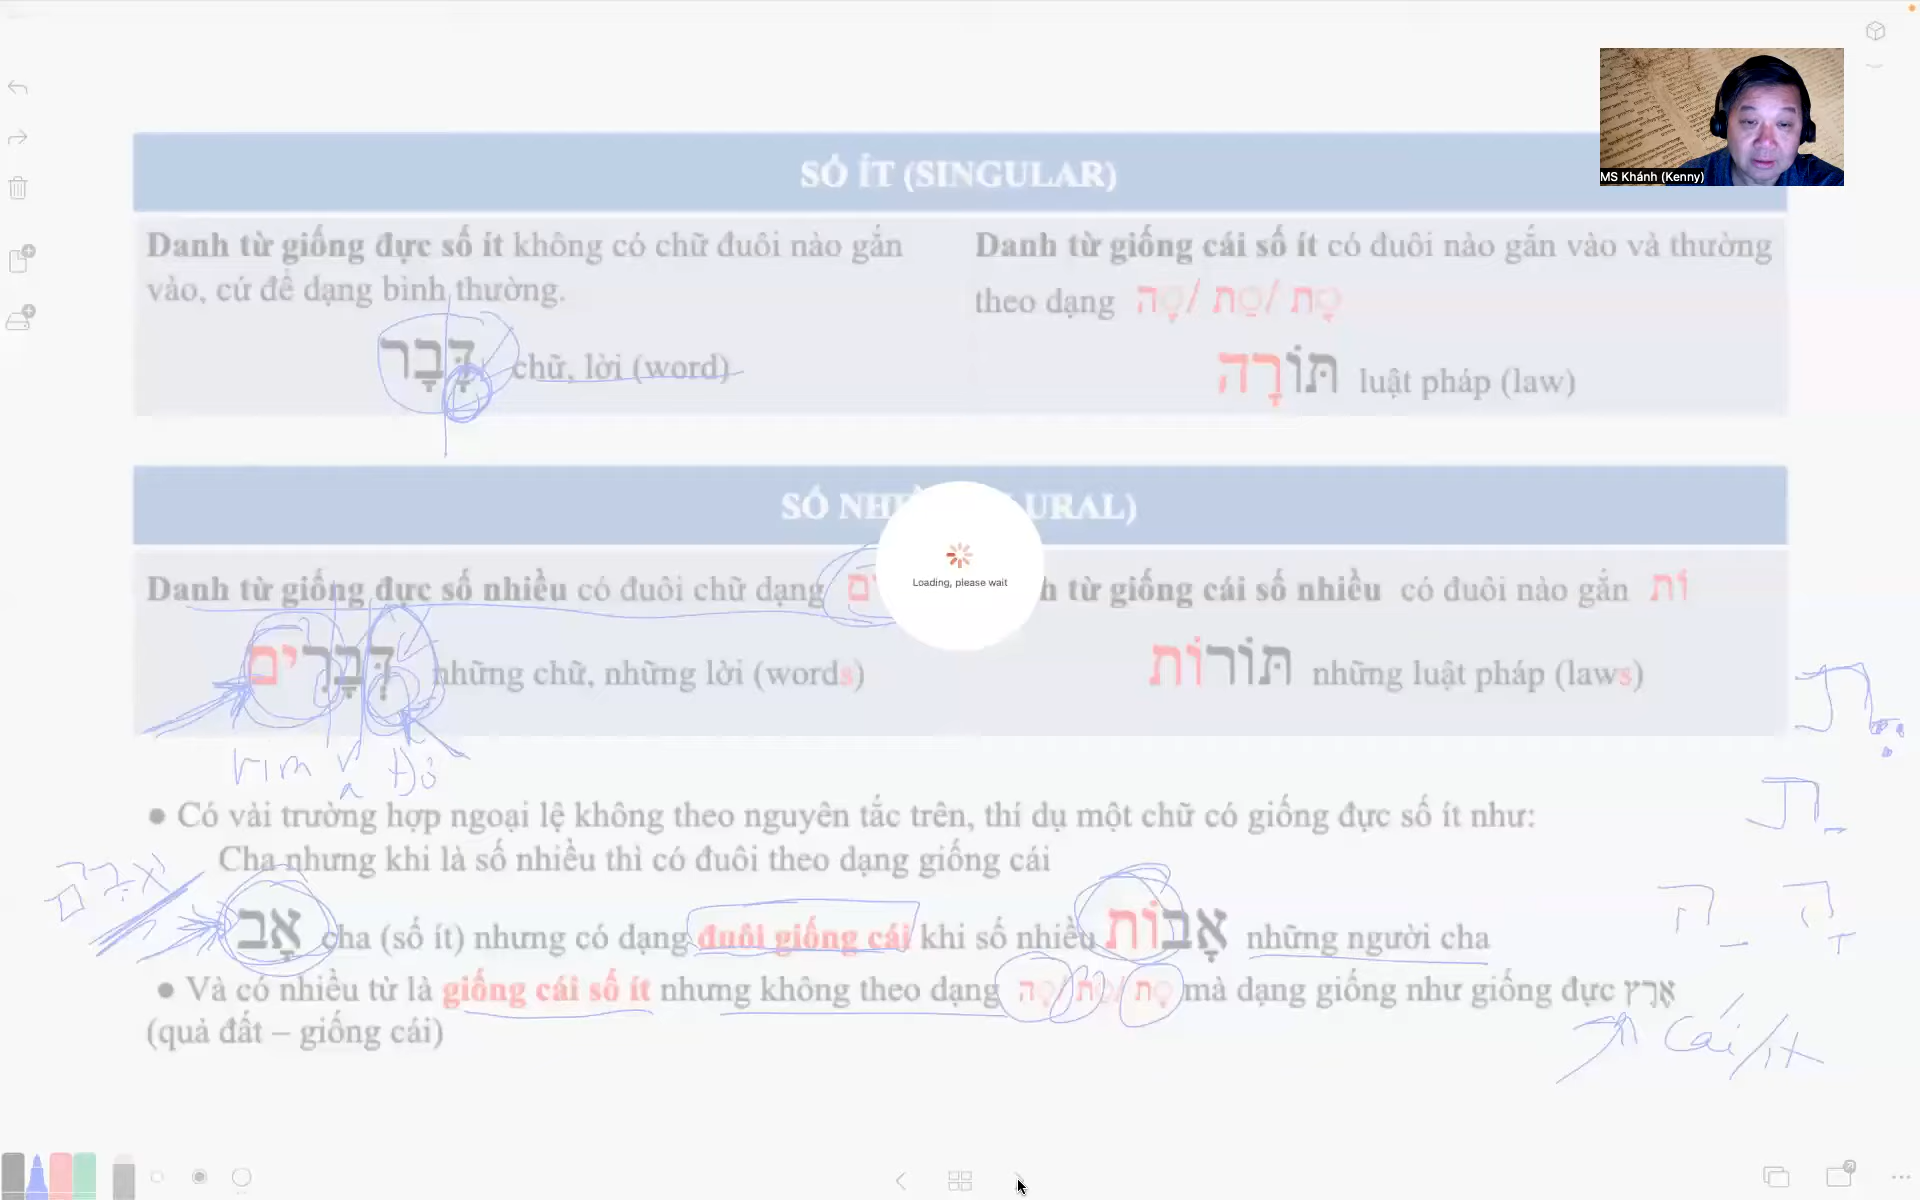 MS Khánh (Kenny)
SỐ ÍT (SINGULAR)
Danh từ giống đực số ít không có chữ đuôi nào gắn
vào, cứ để dạng bình thường.
דָּבָר chữ, lời (word)
Danh từ giống cái số ít có đuôi nào gắn vào và thường
theo dạng
תּוֹרָה luật pháp (law)
Loading, please wait
Danh từ giống đực số nhiều có đuôi chữ dạng
דְּבָרִים những chữ, những lời (words)
từ giống cái số nhiều có đuôi nào gắn וֹת
תּוֹרוֹת những luật pháp (laws)
rim
● Có vài trường hợp ngoại lệ không theo nguyên tắc trên, thí dụ một chữ có giống đực số ít như:
Cha nhưng khi là số nhiều thì có đuôi theo dạng giống cái
אָב cha (số ít) nhưng có dạng đuôi giống cái khi số nhiều אָבוֹת những người cha
● Và có nhiều từ là giống cái số ít nhưng không theo dạng mà dạng giống như giống đực אֶרֶץ
(quả đất – giống cái)
Cái/ít